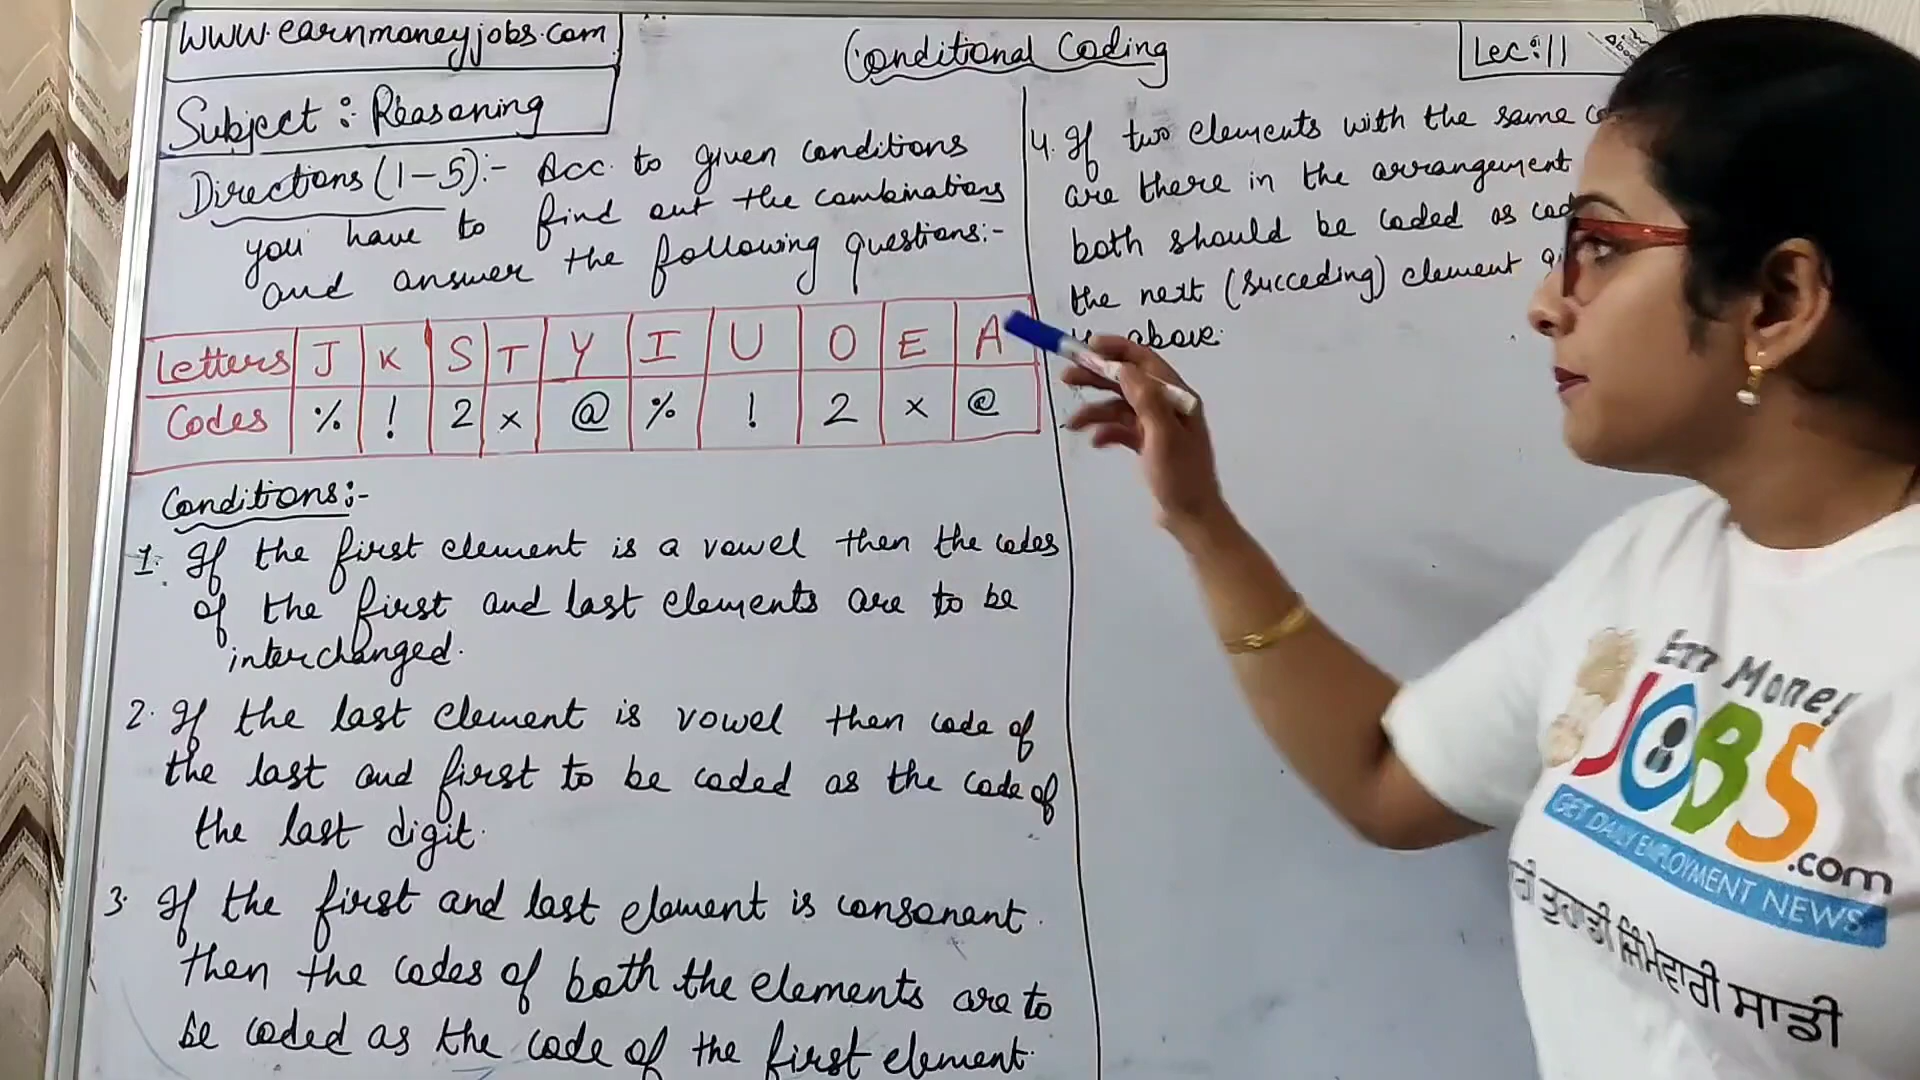 www.earnmoneyjobs.com
Conditional Coding
Lec:11
Subject : Reasoning
Directions (1-5):- Acc. to given conditions
you have to find out the combinations
and answer the following questions:-
Letters J K S T Y I U O E A
Codes % ! 2 x @ % ! 2 x @
Conditions:-
1. If the first element is a vowel then the codes
of the first and last elements are to be
interchanged.
2. If the last element is vowel then code of
the last and first to be coded as the code of
the last digit.
3. If the first and last element is consonant.
then the codes of both the elements are to
be coded as the code of the first element.
4. If two elements with the same
are there in the arrangement
both should be coded as
the next (succeding) element
above.
Earn Money
JOBS
.com
GET DAILY EMPLOYMENT NEWS
ਤੁਹਾਡੀ ਜਿੰਮੇਵਾਰੀ ਸਾਡੀ